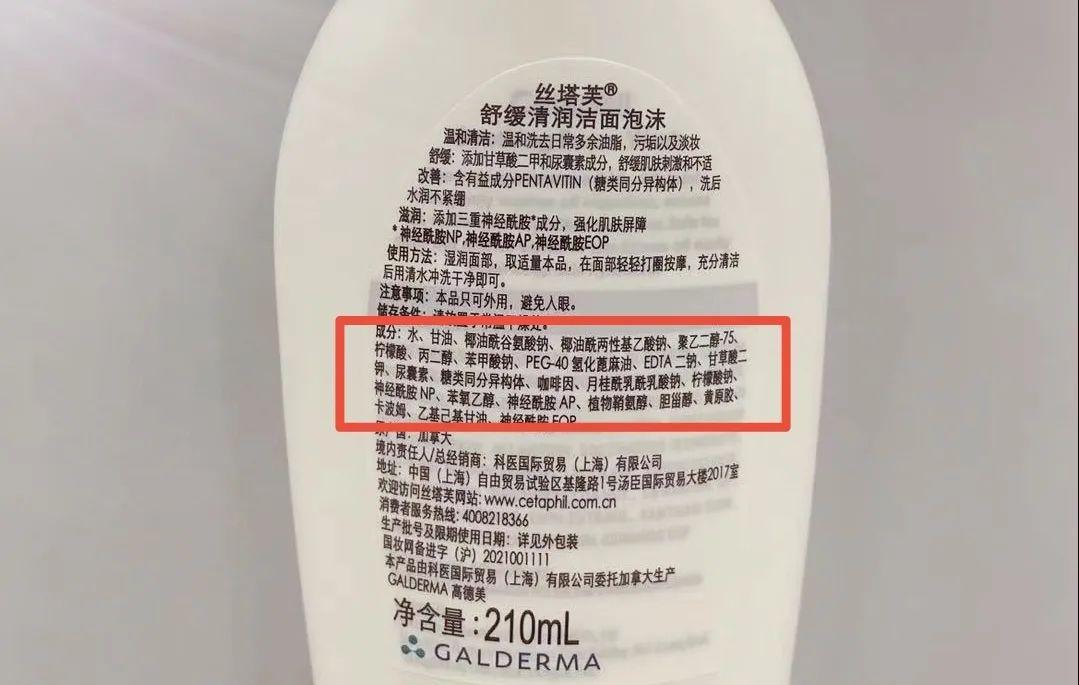 丝塔芙®
舒缓清润洁面泡沫
温和清洁：温和洗去日常多余油脂，污垢以及淡妆
舒缓：添加甘草酸二甲和尿囊素成分，舒缓肌肤刺激和不适
改善：含有益成分PENTAVITIN（糖类同分异构体），洗后
水润不紧绷
滋润：添加三重神经酰胺*成分，强化肌肤屏障
*神经酰胺NP,神经酰胺AP,神经酰胺EOP
使用方法：湿润面部，取适量本品，在面部轻轻打圈按摩，充分清洁
后用清水冲洗干净即可。
注意事项：本品只可外用，避免入眼。
储存条件：请放置于常温干燥处。
成分：水、甘油、椰油酰谷氨酸钠、椰油酰两性基乙酸钠、聚乙二醇-75、
柠檬酸、丙二醇、苯甲酸钠、PEG-40 氢化蓖麻油、EDTA 二钠、甘草酸二
钾、尿囊素、糖类同分异构体、咖啡因、月桂酰乳酰乳酸钠、柠檬酸钠、
神经酰胺 NP、苯氧乙醇、神经酰胺 AP、植物鞘氨醇、胆甾醇、黄原胶、
卡波姆、乙基己基甘油、神经酰胺 EOP
原产国：加拿大
境内责任人/总经销商：科医国际贸易（上海）有限公司
地址：中国（上海）自由贸易试验区基隆路1号汤臣国际贸易大楼2017室
欢迎访问丝塔芙网站: www.cetaphil.com.cn
消费者服务热线: 4008218366
生产批号及限期使用日期：详见外包装
国妆网备进字（沪）2021001111
本产品由科医国际贸易（上海）有限公司委托加拿大生产
GALDERMA 高德美
净含量：210mL
GALDERMA